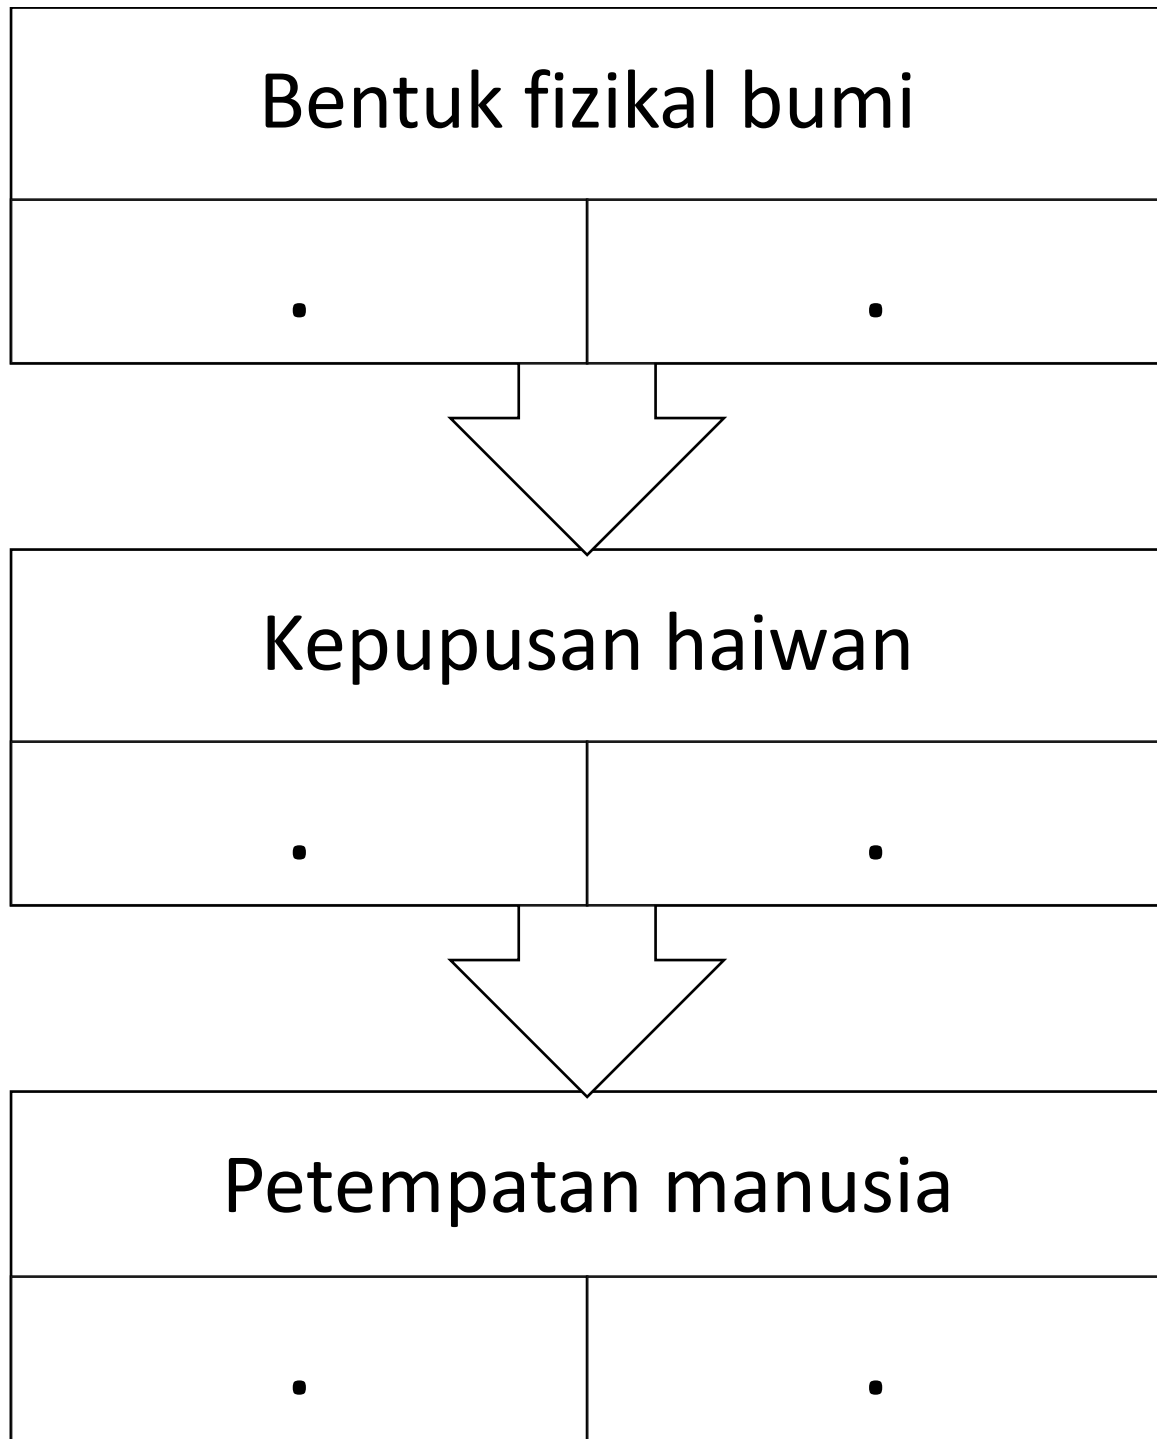 Bentuk fizikal bumi
. .
Kepupusan haiwan
. .
Petempatan manusia
. .